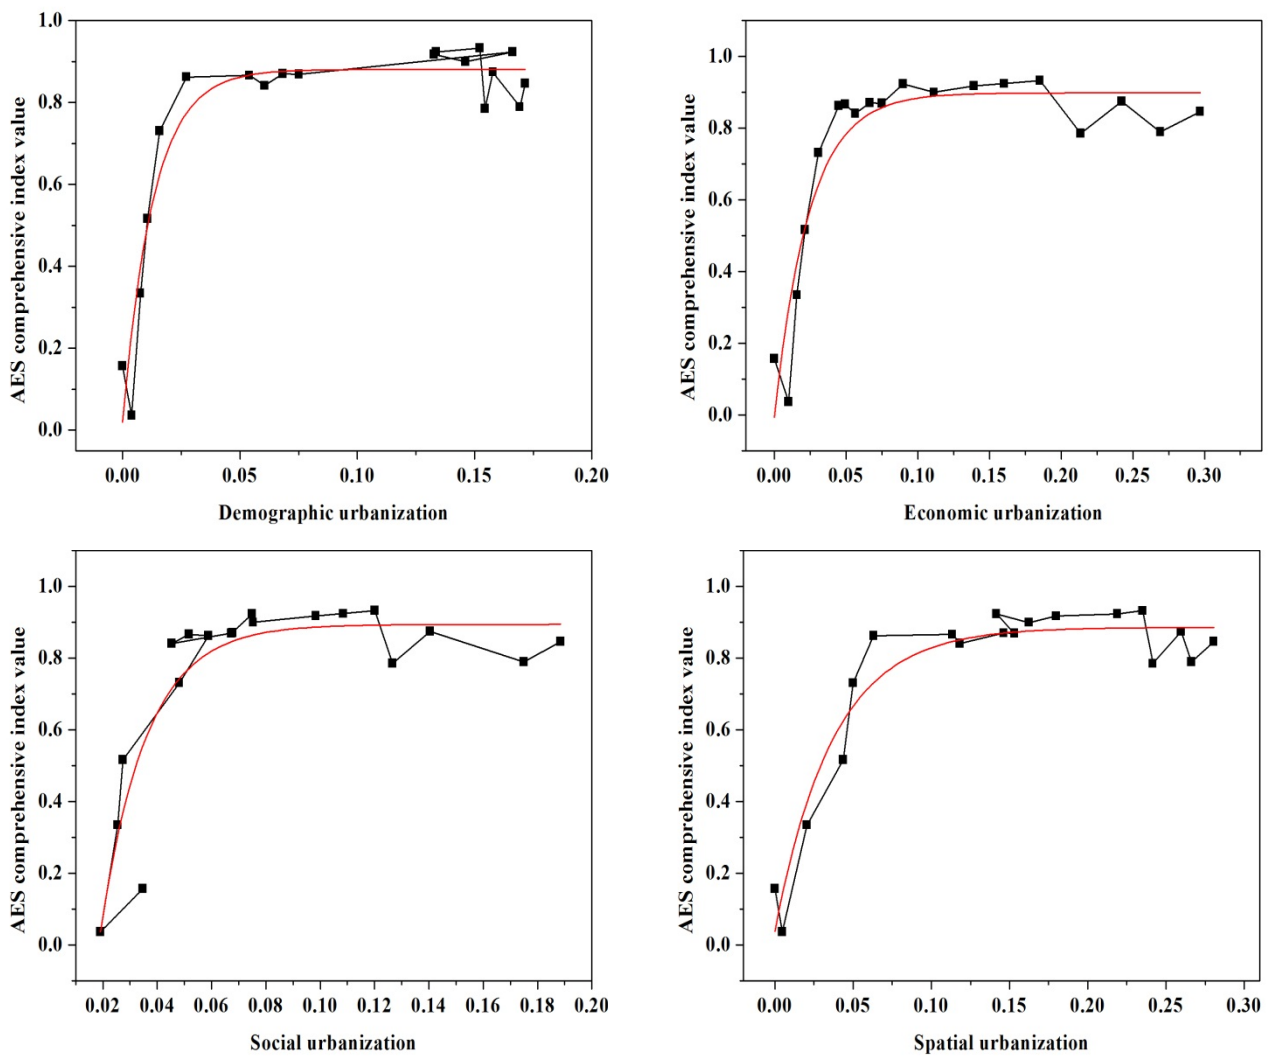 AES comprehensive index value
1.0
0.8
0.6
0.4
0.2
0.0
0.00 0.05 0.10 0.15 0.20
Demographic urbanization
AES comprehensive index value
1.0
0.8
0.6
0.4
0.2
0.0
0.00 0.05 0.10 0.15 0.20 0.25 0.30
Economic urbanization
AES comprehensive index value
1.0
0.8
0.6
0.4
0.2
0.0
0.02 0.04 0.06 0.08 0.10 0.12 0.14 0.16 0.18 0.20
Social urbanization
AES comprehensive index value
1.0
0.8
0.6
0.4
0.2
0.0
0.00 0.05 0.10 0.15 0.20 0.25 0.30
Spatial urbanization